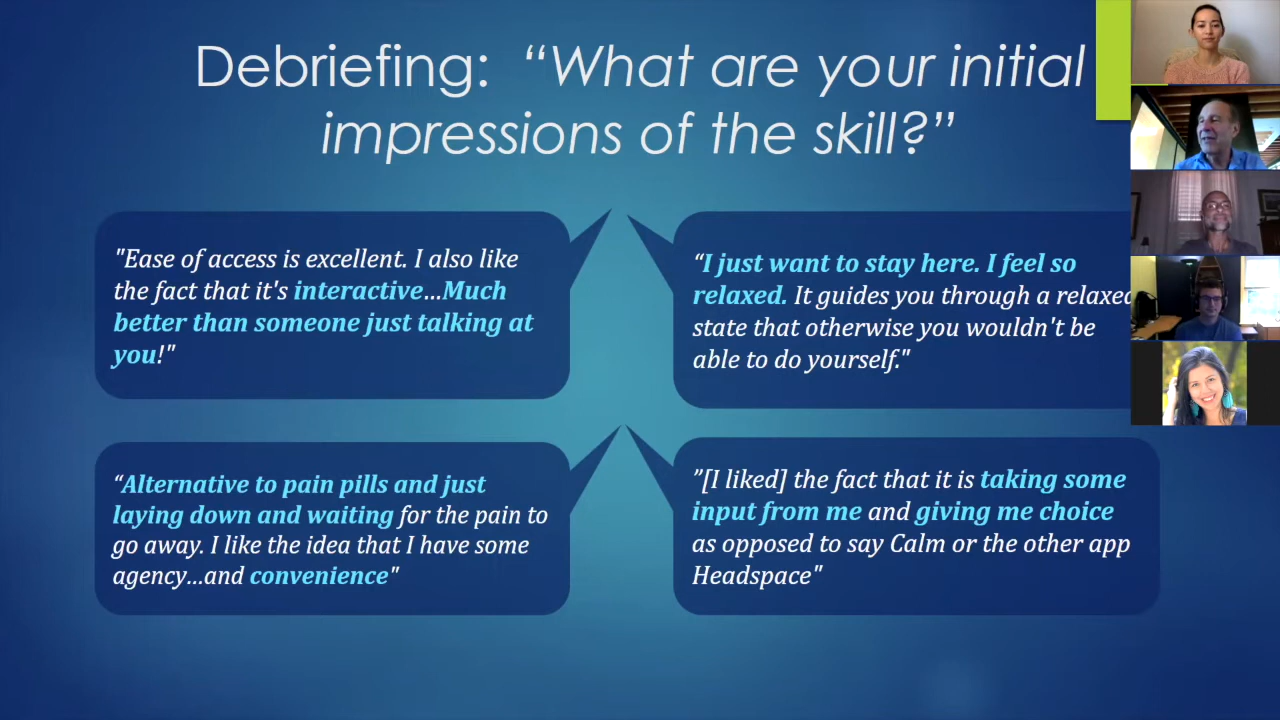 Debriefing: “What are your initial
impressions of the skill?”
"Ease of access is excellent. I also like
the fact that it's interactive…Much
better than someone just talking at
you!"
“I just want to stay here. I feel so
relaxed. It guides you through a relaxed
state that otherwise you wouldn't be
able to do yourself."
“Alternative to pain pills and just
laying down and waiting for the pain to
go away. I like the idea that I have some
agency…and convenience"
”[I liked] the fact that it is taking some
input from me and giving me choice
as opposed to say Calm or the other app
Headspace"